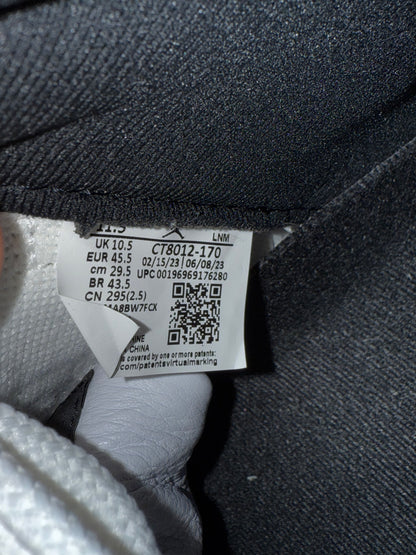 11.5 LNM
UK 10.5 CT8012-170
EUR 45.5 02/15/23 06/08/23
cm 29.5 UPC 00196969176280
BR 43.5
CN 295(2.5)
A8BW7FCX
CHINA
is covered by one or more patents:
.com/patentsvirtualmarking